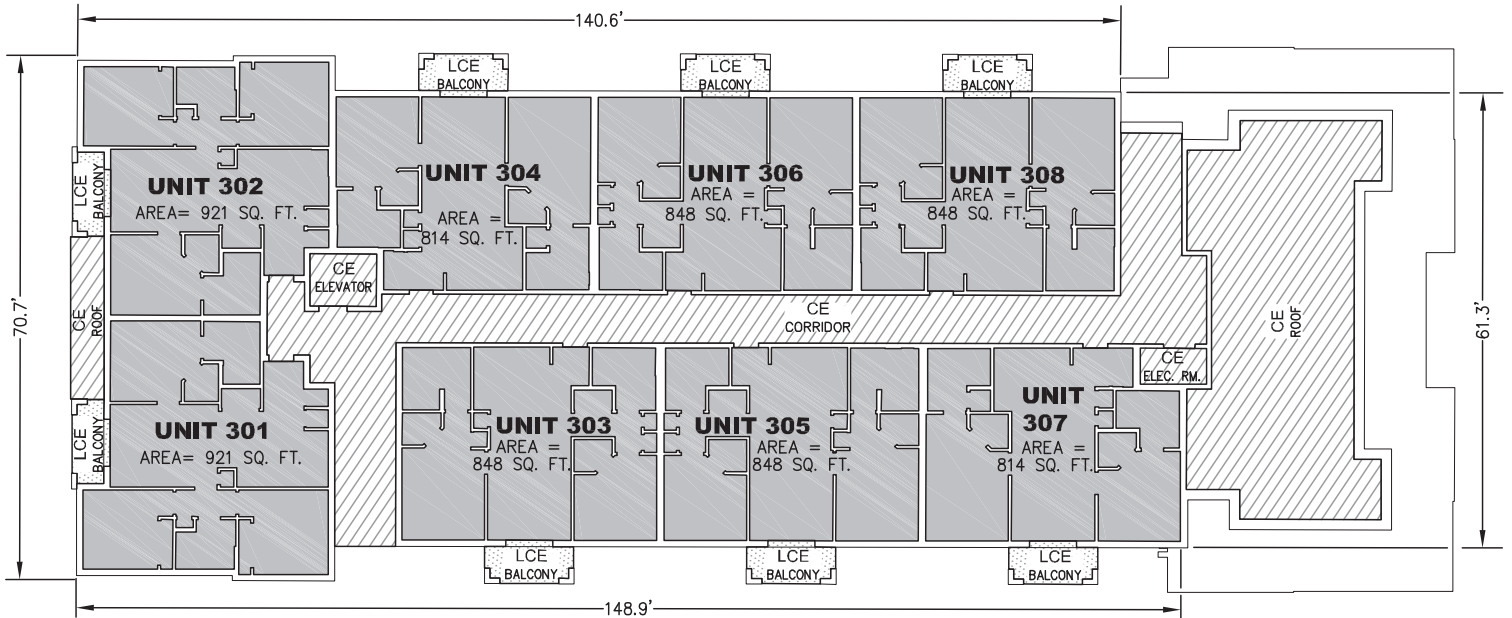 140.6'
LCE
BALCONY
LCE
BALCONY
LCE
BALCONY
70.7'
61.3'
LCE
BALCONY
UNIT 302
AREA= 921 SQ. FT.
UNIT 304
AREA =
814 SQ. FT.
UNIT 306
AREA =
848 SQ. FT.
UNIT 308
AREA =
848 SQ. FT.
CE
ELEVATOR
CE
ROOF
CE
CORRIDOR
CE
ROOF
CE
ELEC. RM.
LCE
BALCONY
UNIT 301
AREA= 921 SQ. FT.
UNIT 303
AREA =
848 SQ. FT.
UNIT 305
AREA =
848 SQ. FT.
UNIT
307
AREA =
814 SQ. FT.
LCE
BALCONY
LCE
BALCONY
LCE
BALCONY
148.9'